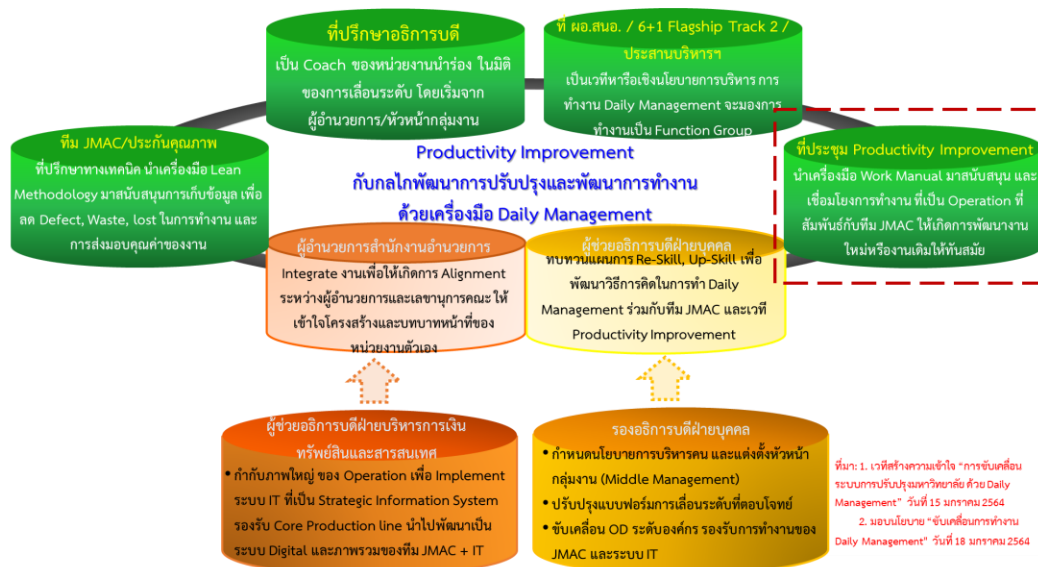 ที่ปรึกษาอธิการบดี
เป็น Coach ของหน่วยงานนำร่อง ในมิติ
ของการเลื่อนระดับ โดยเริ่มจาก
ผู้อำนวยการ/หัวหน้ากลุ่มงาน
ที่ ผอ.สนอ. / 6+1 Flagship Track 2 /
ประสานบริหารฯ
เป็นเวทีหารือเชิงนโยบายการบริหาร การ
ทำงาน Daily Management จะมองการ
ทำงานเป็น Function Group
ทีม JMAC/ประกันคุณภาพ
ที่ปรึกษาทางเทคนิค นำเครื่องมือ Lean
Methodology มาสนับสนุนการเก็บข้อมูล เพื่อ
ลด Defect, Waste, lost ในการทำงาน และ
การส่งมอบคุณค่าของงาน
Productivity Improvement
กับกลไกพัฒนาการปรับปรุงและพัฒนาการทำงาน
ด้วยเครื่องมือ Daily Management
ที่ประชุม Productivity Improvement
นำเครื่องมือ Work Manual มาสนับสนุน และ
เชื่อมโยงการทำงาน ที่เป็น Operation ที่
สัมพันธ์กับทีม JMAC ให้เกิดการพัฒนางาน
ใหม่หรืองานเดิมให้ทันสมัย
ผู้อำนวยการสำนักงานอำนวยการ
Integrate งานเพื่อให้เกิดการ Alignment
ระหว่างผู้อำนวยการและเลขานุการคณะ ให้
เข้าใจโครงสร้างและบทบาทหน้าที่ของ
หน่วยงานตัวเอง
ผู้ช่วยอธิการบดีฝ่ายบุคคล
ทบทวนแผนการ Re-Skill, Up-Skill เพื่อ
พัฒนาวิธีการคิดในการทำ Daily
Management ร่วมกับทีม JMAC และเวที
Productivity Improvement
ผู้ช่วยอธิการบดีฝ่ายบริหารการเงิน
ทรัพย์สินและสารสนเทศ
• กำกับภาพใหญ่ ของ Operation เพื่อ Implement
ระบบ IT ที่เป็น Strategic Information System
รองรับ Core Production line นำไปพัฒนาเป็น
ระบบ Digital และภาพรวมของทีม JMAC + IT
รองอธิการบดีฝ่ายบุคคล
• กำหนดนโยบายการบริหารคน และแต่งตั้งหัวหน้า
กลุ่มงาน (Middle Management)
• ปรับปรุงแบบฟอร์มการเลื่อนระดับที่ตอบโจทย์
• ขับเคลื่อน OD ระดับองค์กร รองรับการทำงานของ
JMAC และระบบ IT
ที่มา: 1. เวทีสร้างความเข้าใจ "การขับเคลื่อน
ระบบการปรับปรุงมหาวิทยาลัย ด้วย Daily
Management" วันที่ 15 มกราคม 2564
2. มอบนโยบาย "ขับเคลื่อนการทำงาน
Daily Management" วันที่ 18 มกราคม 2564